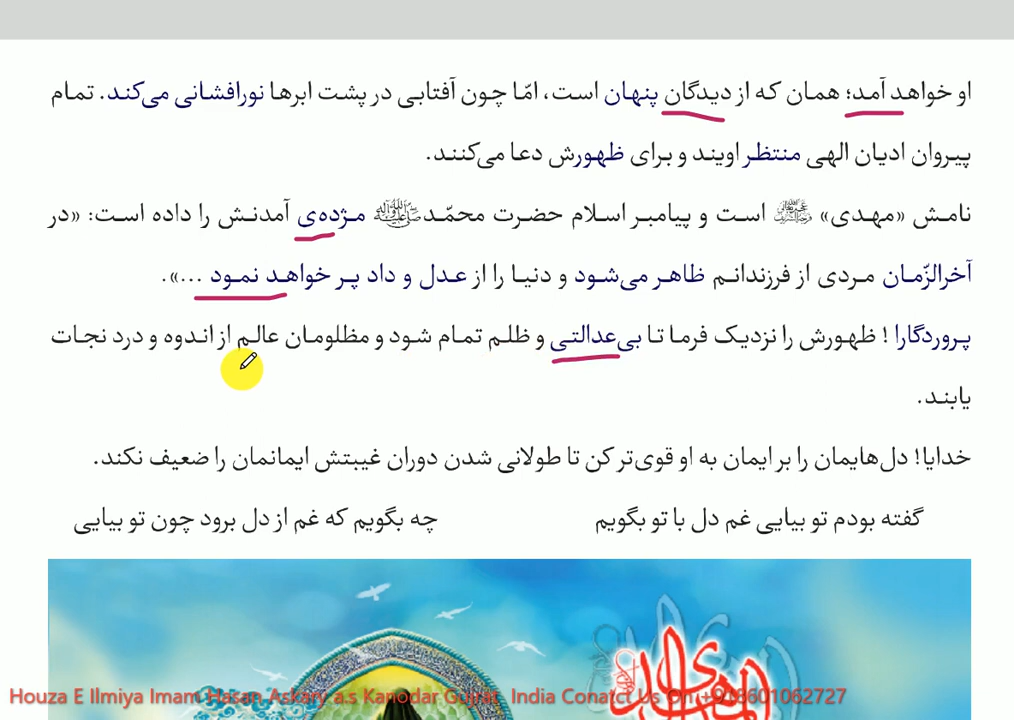 او خواهد آمد؛ همان که از دیدگان پنهان است، امّا چون آفتابی در پشت ابرها نورافشانی می‌کند. تمام
پیروان ادیان الهی منتظر اویند و برای ظهورش دعا می‌کنند.
نامش «مهدی» است و پیامبر اسلام حضرت محمّد ﷺ مژده‌ی آمدنش را داده است: «در
آخرالزّمان مردی از فرزندانم ظاهر می‌شود و دنیا را از عدل و داد پر خواهد نمود ...».
پروردگارا ! ظهورش را نزدیک فرما تا بی‌عدالتی و ظلم تمام شود و مظلومان عالم از اندوه و درد نجات
یابند.
خدایا! دل‌هایمان را بر ایمان به او قوی‌تر کن تا طولانی شدن دوران غیبتش ایمانمان را ضعیف نکند.
گفته بودم تو بیایی غم دل با تو بگویم چه بگویم که غم از دل برود چون تو بیایی
Houza E Ilmiya Imam Hasan Askary a.s Kanodar Gujrat India Conatct Us On +918601062727